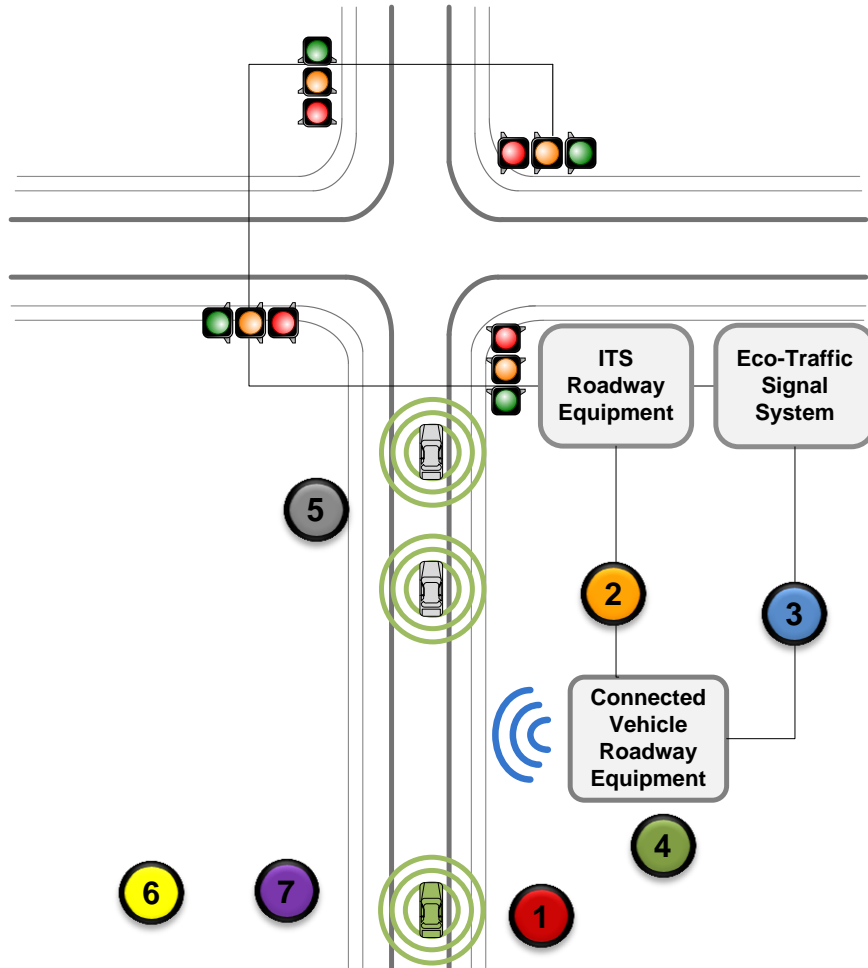 ITS
Roadway
Equipment
Eco-Traffic
Signal
System
5
2
3
Connected
Vehicle
Roadway
Equipment
4
6
7
1